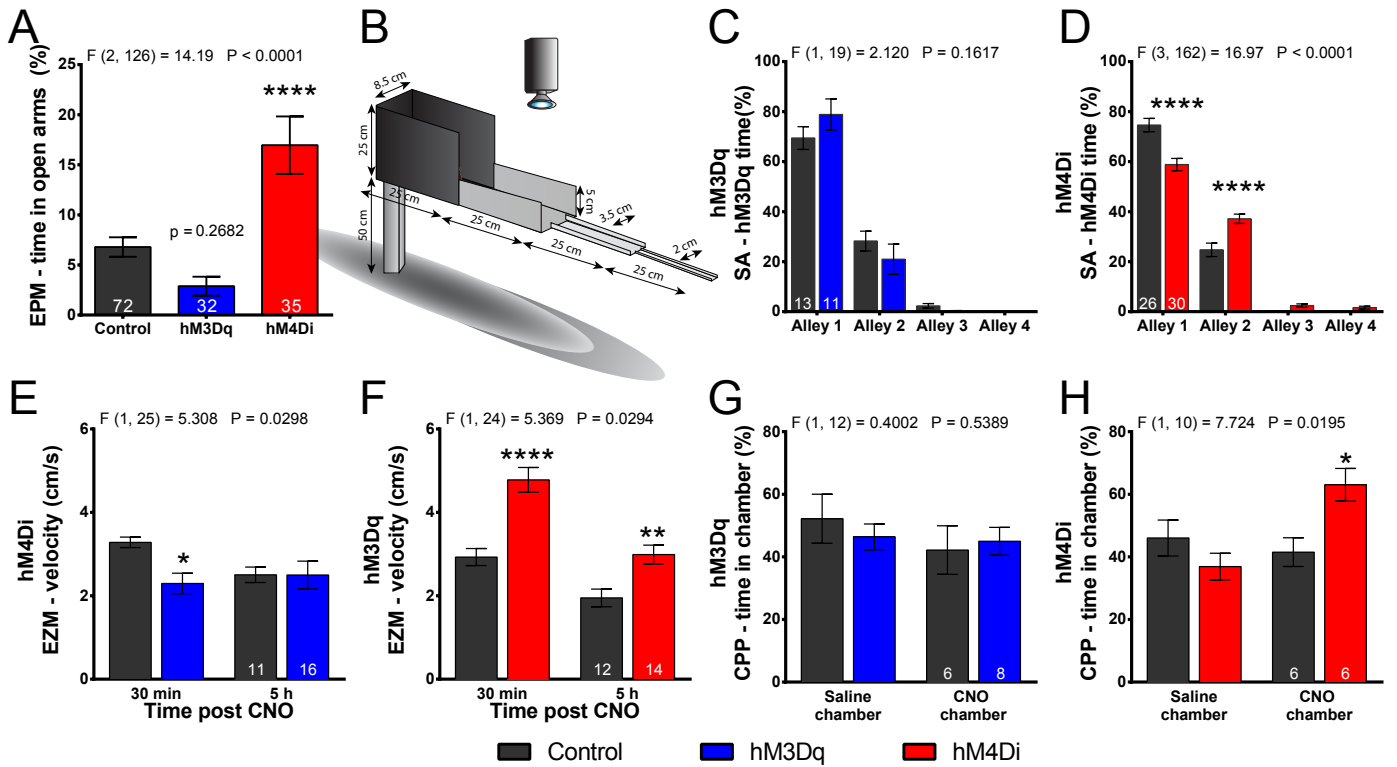 A
F (2, 126) = 14.19 P < 0.0001
EPM - time in open arms (%)
25
20
15
10
5
0
****
p = 0.2682
72
32
35
Control
hM3Dq
hM4Di
B
8.5 cm
25 cm
50 cm
25 cm
25 cm
25 cm
25 cm
5 cm
3.5 cm
2 cm
C
F (1, 19) = 2.120 P = 0.1617
hM3Dq
SA - hM3Dq time(%)
100
80
60
40
20
0
13
11
Alley 1
Alley 2
Alley 3
Alley 4
D
F (3, 162) = 16.97 P < 0.0001
hM4Di
SA - hM4Di time (%)
100
80
60
40
20
0
****
****
26
30
Alley 1
Alley 2
Alley 3
Alley 4
E
F (1, 25) = 5.308 P = 0.0298
hM4Di
EZM - velocity (cm/s)
6
4
2
0
*
11
16
30 min
5 h
Time post CNO
F
F (1, 24) = 5.369 P = 0.0294
hM3Dq
EZM - velocity (cm/s)
6
4
2
0
****
**
12
14
30 min
5 h
Time post CNO
G
F (1, 12) = 0.4002 P = 0.5389
hM3Dq
CPP - time in chamber (%)
80
60
40
20
0
6
8
Saline
chamber
CNO
chamber
H
F (1, 10) = 7.724 P = 0.0195
hM4Di
CPP - time in chamber (%)
80
60
40
20
0
*
6
6
Saline
chamber
CNO
chamber
Control
hM3Dq
hM4Di